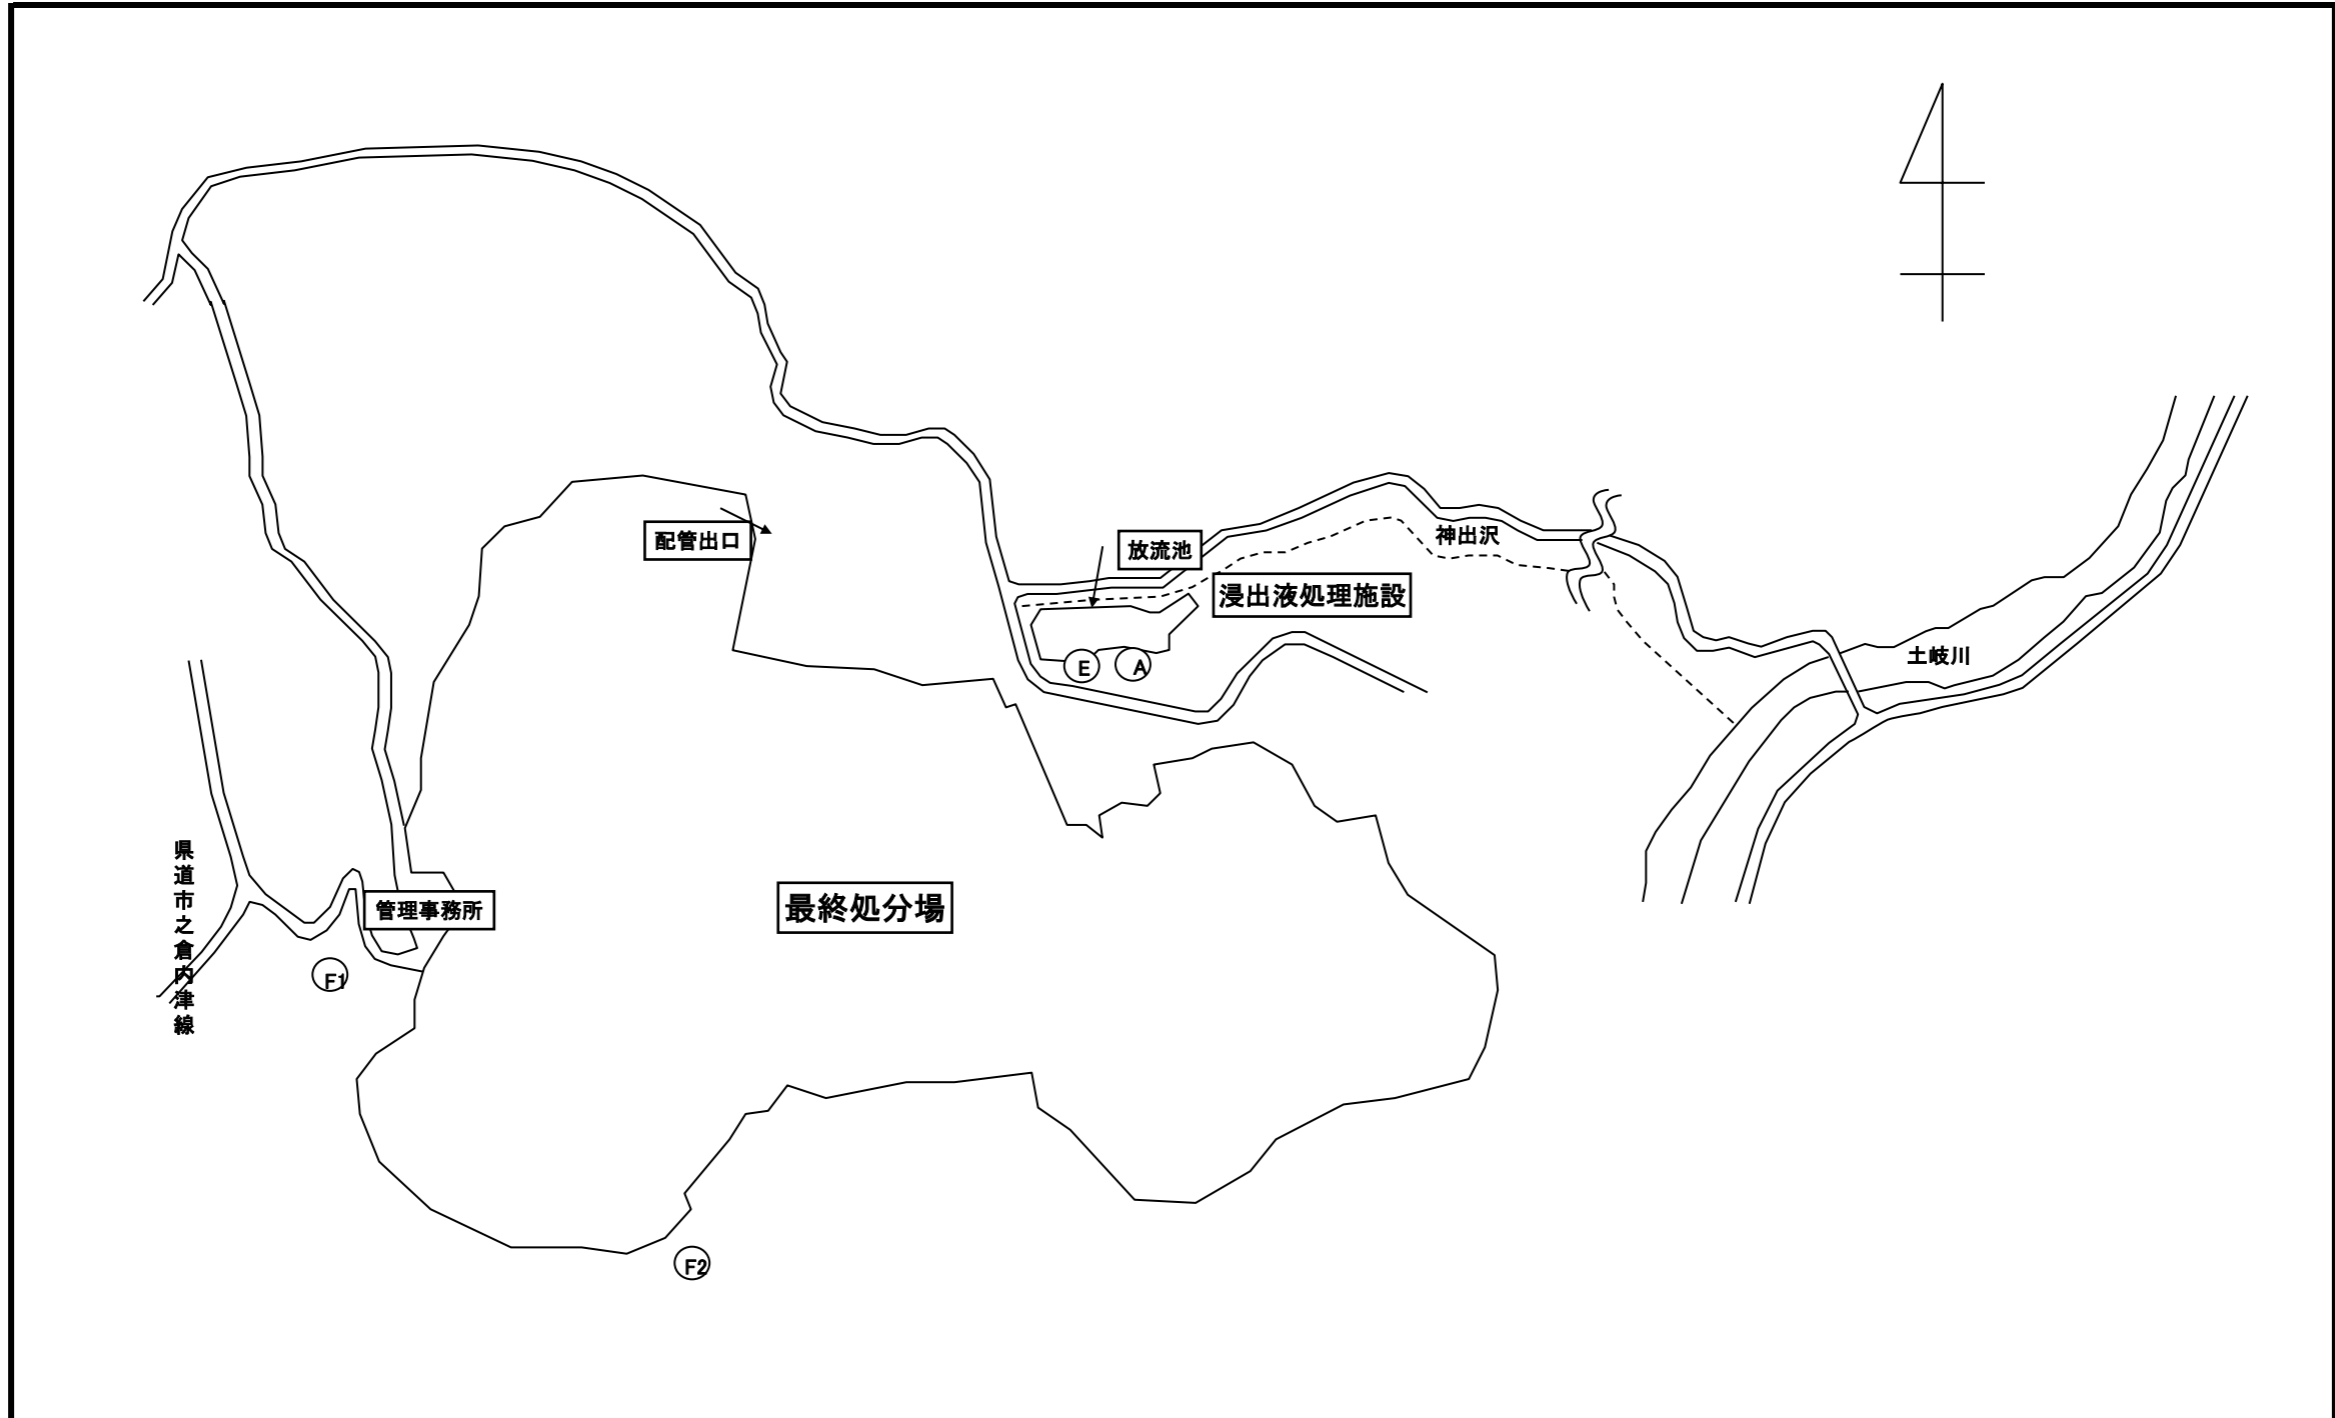 配管出口
放流池
神出沢
浸出液処理施設
土岐川
E
A
県道市之倉内津線
管理事務所
最終処分場
F1
F2